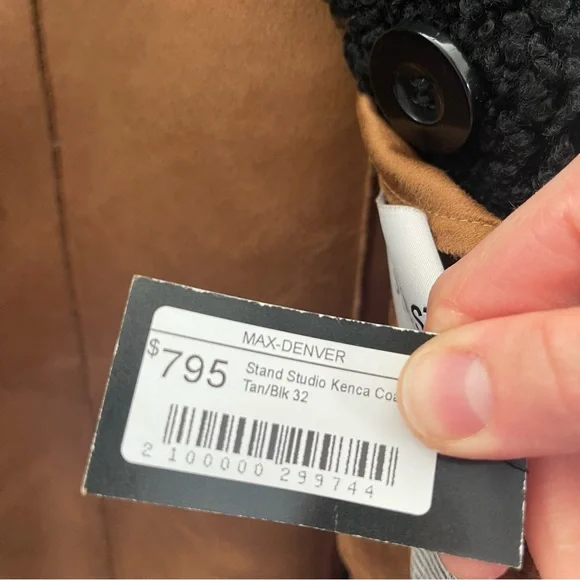 MAX-DENVER
$795
Stand Studio Kenca Coa
Tan/Blk 32
2 100000 299744